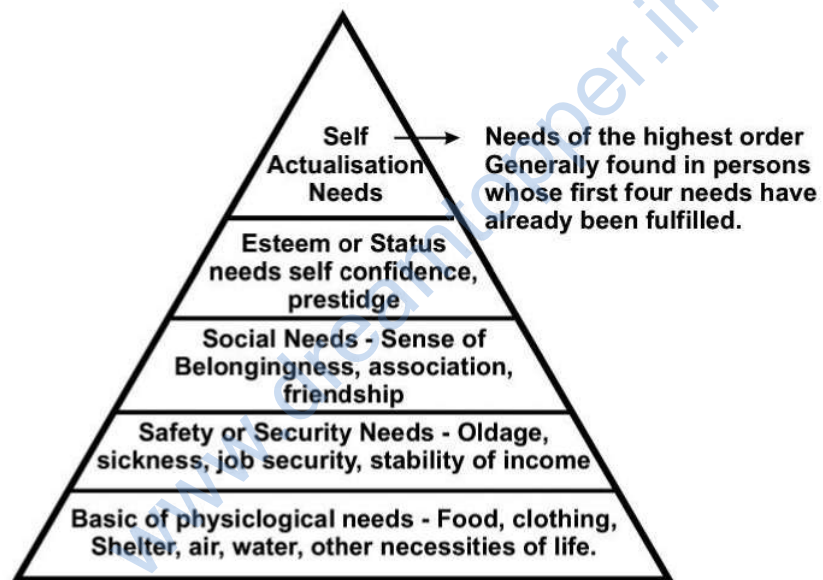 Self
Actualisation
Needs
Needs of the highest order
Generally found in persons
whose first four needs have
already been fulfilled.
Esteem or Status
needs self confidence,
prestidge
Social Needs - Sense of
Belongingness, association,
friendship
Safety or Security Needs - Oldage,
sickness, job security, stability of income
Basic of physiclogical needs - Food, clothing,
Shelter, air, water, other necessities of life.
www.dreamtopper.in